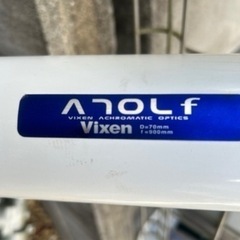 A70Lf
VIXEN ACHROMATIC OPTICS
Vixen
D=70mm
f=900mm